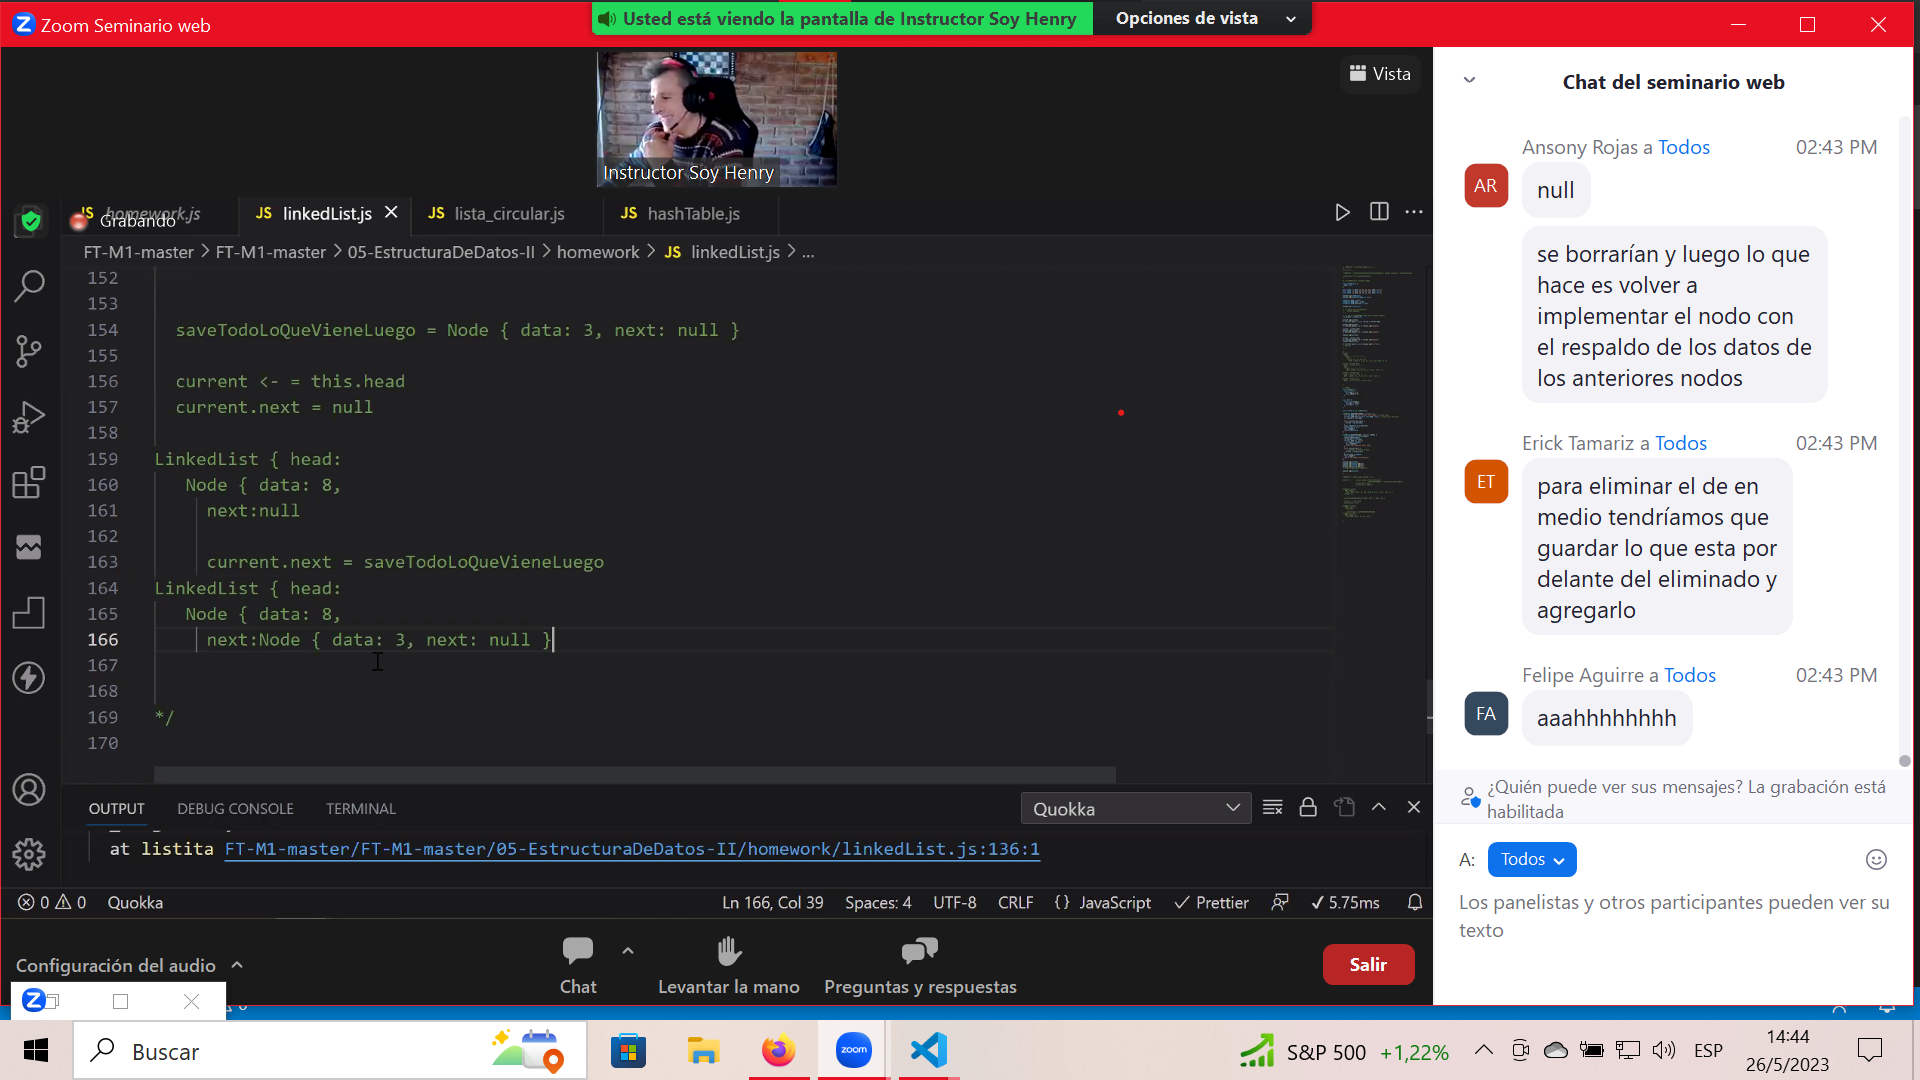 Zoom Seminario web
Usted está viendo la pantalla de Instructor Soy Henry
Opciones de vista
Vista
Instructor Soy Henry
JS homework.js
Grabando
JS linkedList.js
JS lista_circular.js
JS hashTable.js
FT-M1-master > FT-M1-master > 05-EstructuraDeDatos-II > homework > JS linkedList.js > ...
152
153
154 saveTodoLoQueVieneLuego = Node { data: 3, next: null }
155
156 current <- = this.head
157 current.next = null
158
159 LinkedList { head:
160 Node { data: 8,
161 next:null
162
163 current.next = saveTodoLoQueVieneLuego
164 LinkedList { head:
165 Node { data: 8,
166 next:Node { data: 3, next: null }
167
168
169 */
170
OUTPUT DEBUG CONSOLE TERMINAL
Quokka
at listita FT-M1-master/FT-M1-master/05-EstructuraDeDatos-II/homework/linkedList.js:136:1
0 0 Quokka
Ln 166, Col 39 Spaces: 4 UTF-8 CRLF {} JavaScript Prettier 5.75ms
Configuración del audio
Chat
Levantar la mano
Preguntas y respuestas
Salir
Chat del seminario web
Ansony Rojas a Todos 02:43 PM
AR
null
se borrarían y luego lo que
hace es volver a
implementar el nodo con
el respaldo de los datos de
los anteriores nodos
Erick Tamariz a Todos 02:43 PM
ET
para eliminar el de en
medio tendríamos que
guardar lo que esta por
delante del eliminado y
agregarlo
Felipe Aguirre a Todos 02:43 PM
FA
aaahhhhhhhh
¿Quién puede ver sus mensajes? La grabación está
habilitada
A: Todos
Los panelistas y otros participantes pueden ver su
texto
Buscar
zoom
S&P 500 +1,22%
ESP
14:44
26/5/2023